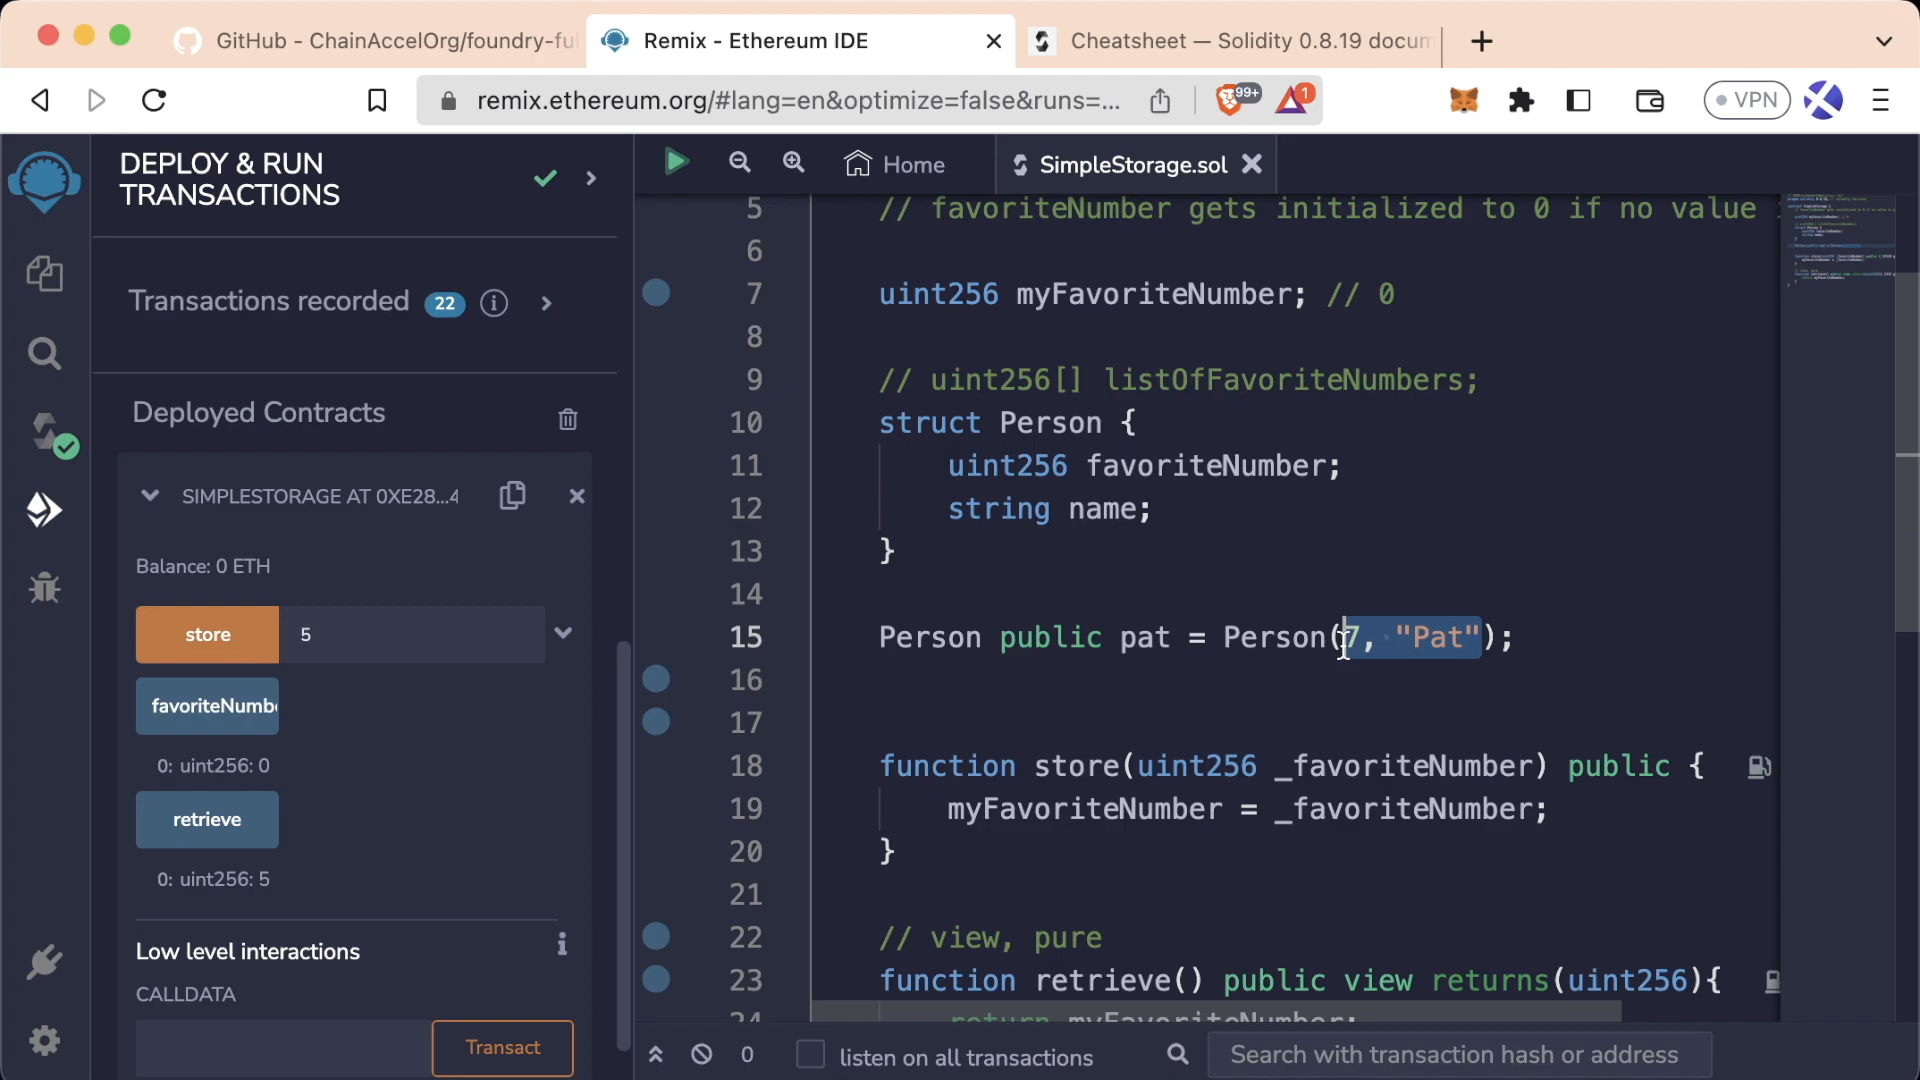 GitHub - ChainAccelOrg/foundry-ful
Remix - Ethereum IDE
Cheatsheet — Solidity 0.8.19 docum
remix.ethereum.org/#lang=en&optimize=false&runs=...
99+
1
VPN
DEPLOY & RUN
TRANSACTIONS
Transactions recorded 22
Deployed Contracts
SIMPLESTORAGE AT 0XE28...4
Balance: 0 ETH
store 5
favoriteNumb
0: uint256: 0
retrieve
0: uint256: 5
Low level interactions
CALLDATA
Transact
Home
SimpleStorage.sol
5 // favoriteNumber gets initialized to 0 if no value
6
7 uint256 myFavoriteNumber; // 0
8
9 // uint256[] listOfFavoriteNumbers;
10 struct Person {
11 uint256 favoriteNumber;
12 string name;
13 }
14
15 Person public pat = Person(7, "Pat");
16
17
18 function store(uint256 _favoriteNumber) public {
19 myFavoriteNumber = _favoriteNumber;
20 }
21
22 // view, pure
23 function retrieve() public view returns(uint256){
24 return myFavoriteNumber;
0
listen on all transactions
Search with transaction hash or address